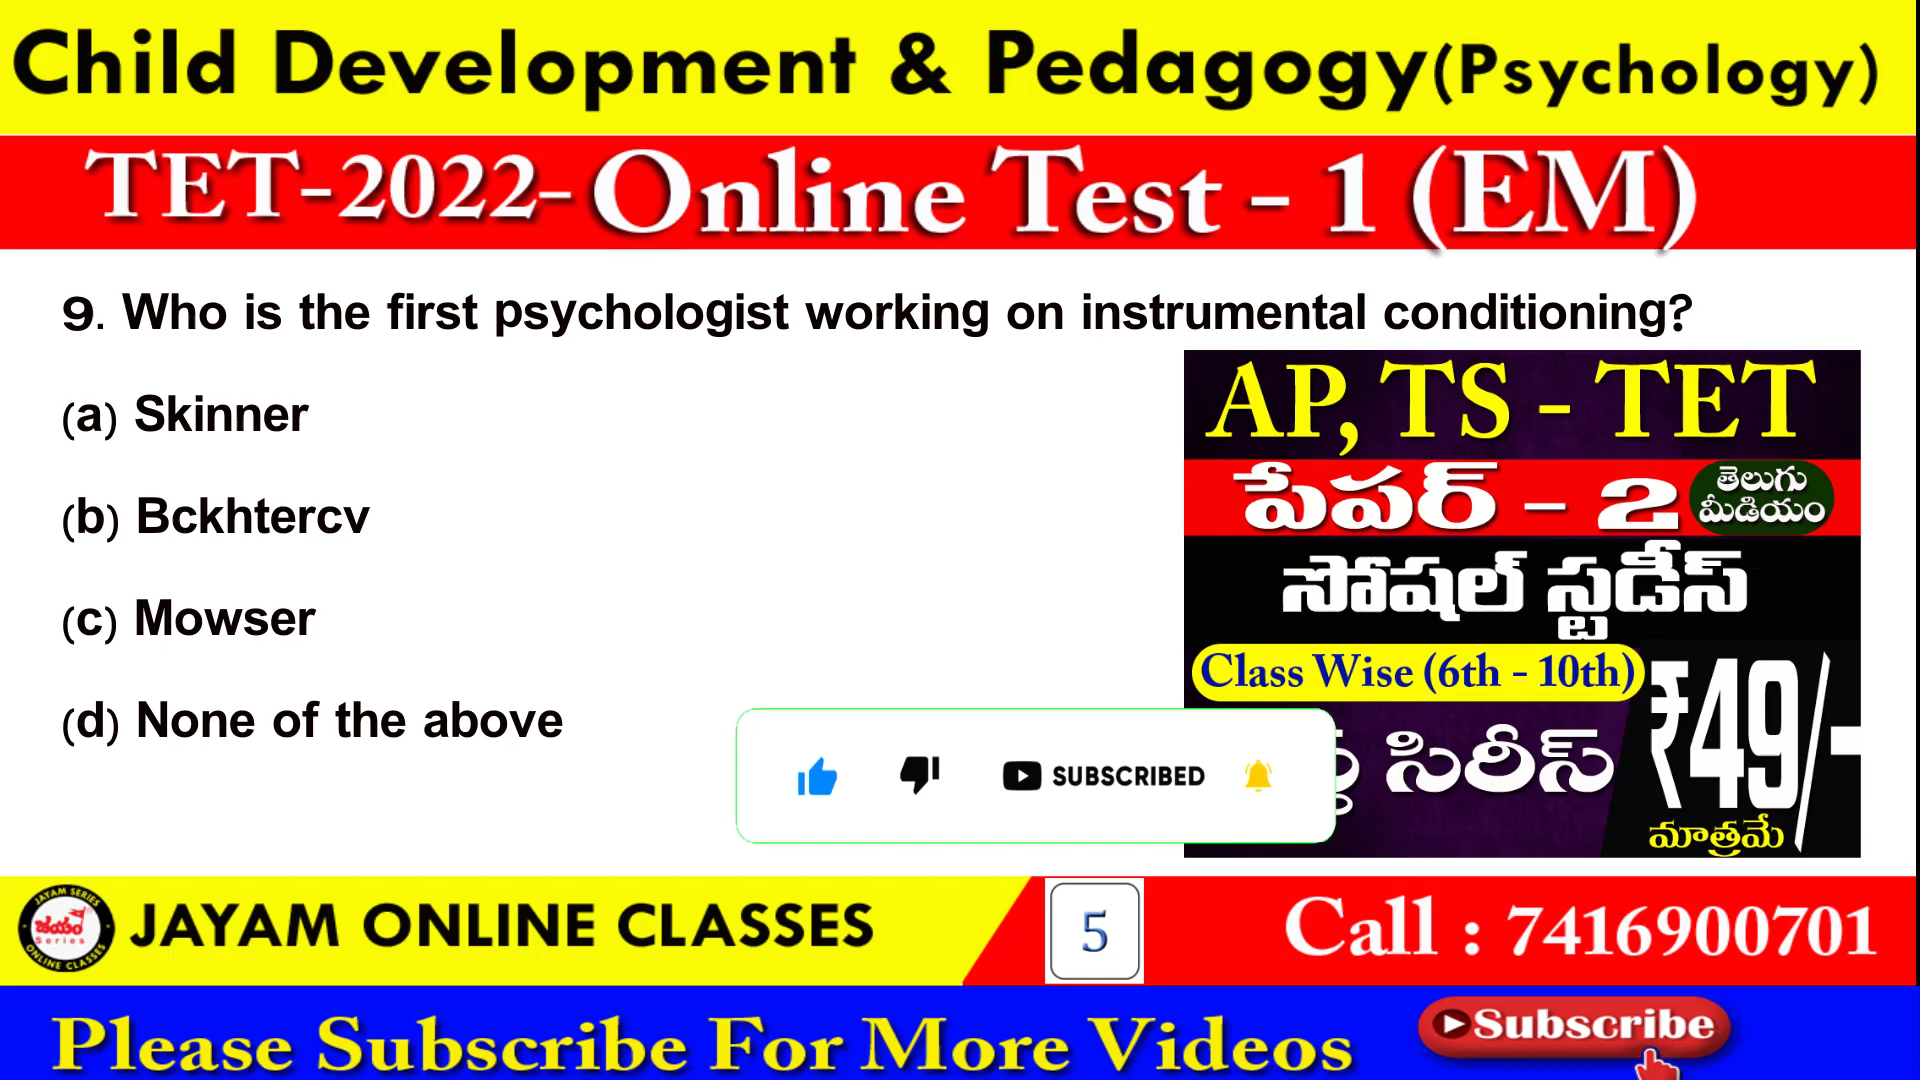 Child Development & Pedagogy(Psychology)
TET-2022-Online Test - 1 (EM)
9. Who is the first psychologist working on instrumental conditioning?
(a) Skinner
(b) Bckhtercv
(c) Mowser
(d) None of the above
AP, TS - TET
పేపర్ - 2
తెలుగు
మీడియం
సోషల్ స్టడీస్
Class Wise (6th - 10th)
సిరీస్
₹49/-
మాత్రమే
SUBSCRIBED
JAYAM SERIES
జయం
Series
ONLINE CLASSES
JAYAM ONLINE CLASSES
5
Call : 7416900701
Please Subscribe For More Videos
Subscribe